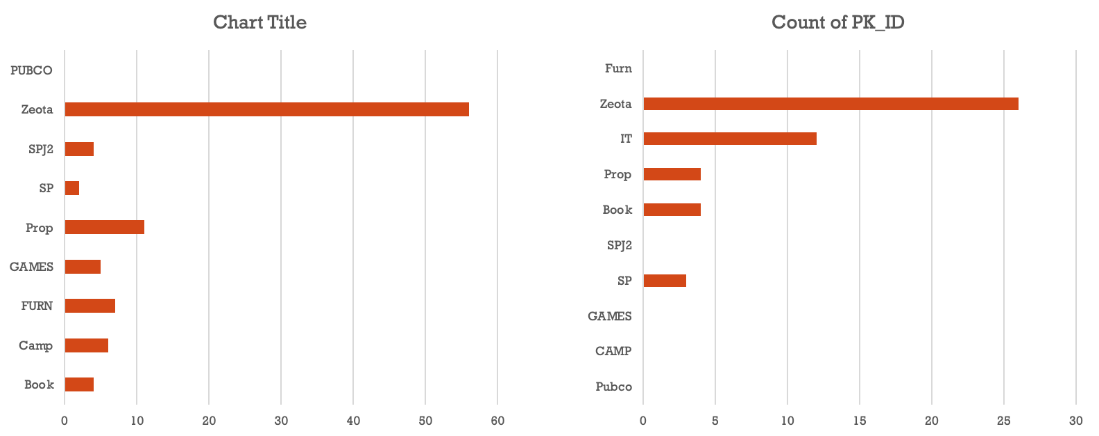 Chart Title
PUBCO
Zeota
SPJ2
SP
Prop
GAMES
FURN
Camp
Book
0 10 20 30 40 50 60
Count of PK_ID
Furn
Zeota
IT
Prop
Book
SPJ2
SP
GAMES
CAMP
Pubco
0 5 10 15 20 25 30